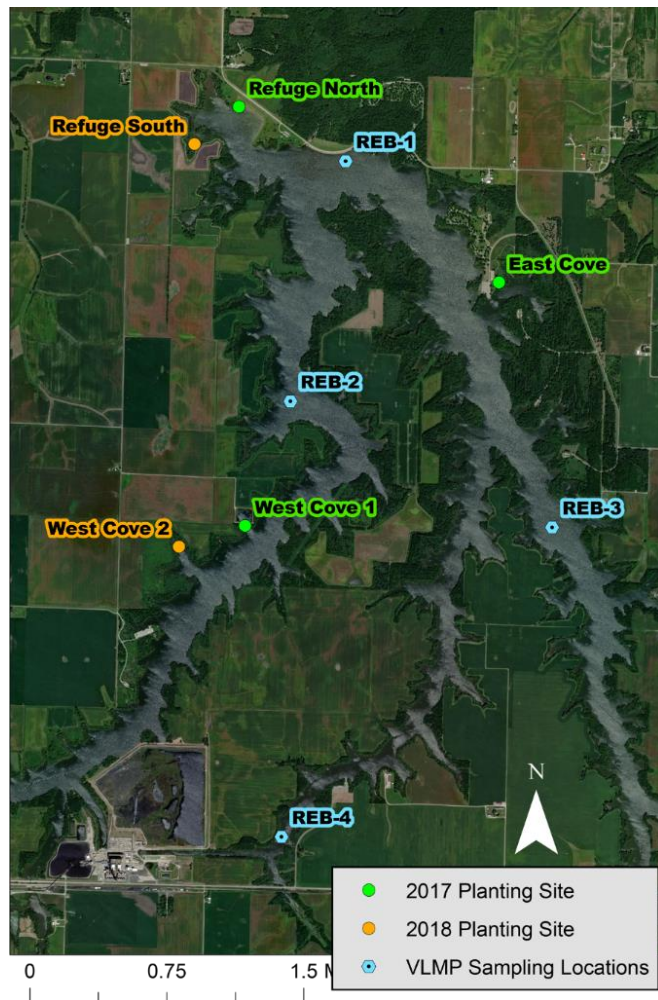 Refuge North
Refuge South
REB-1
East Cove
REB-2
West Cove 1
REB-3
West Cove 2
N
REB-4
2017 Planting Site
2018 Planting Site
VLMP Sampling Locations
0 0.75 1.5